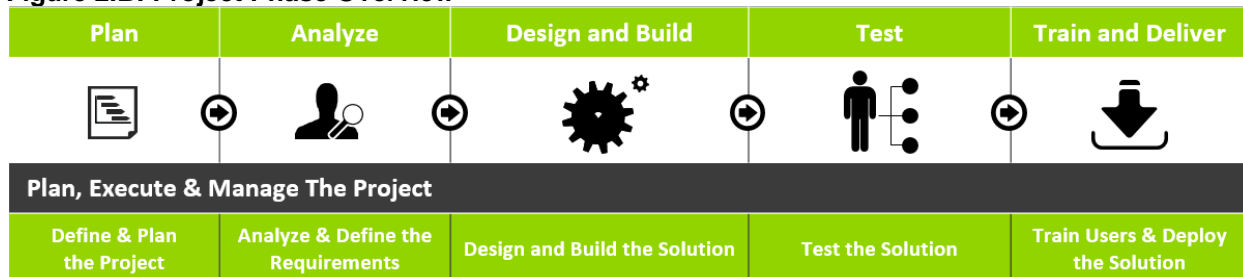 Plan
Analyze
Design and Build
Test
Train and Deliver
Plan, Execute & Manage The Project
Define & Plan
the Project
Analyze & Define the
Requirements
Design and Build the Solution
Test the Solution
Train Users & Deploy
the Solution